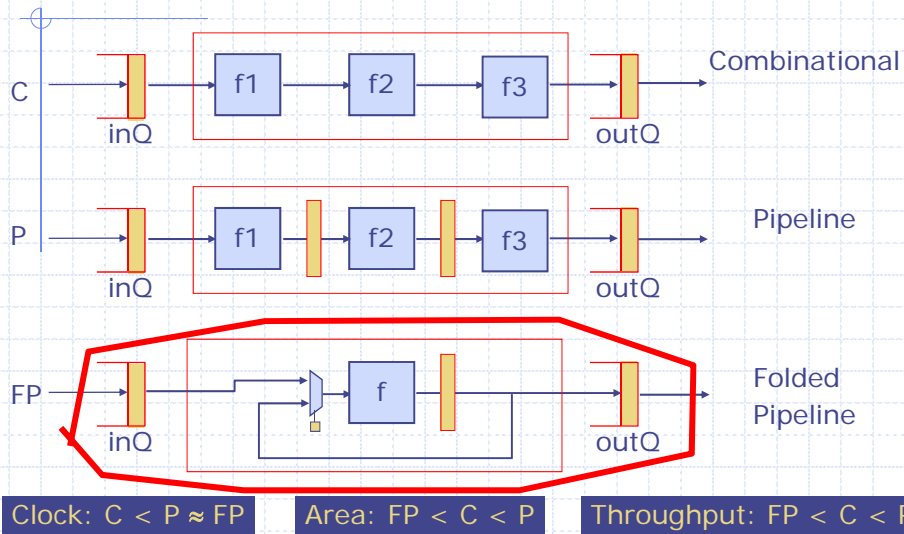 C
inQ
f1
f2
f3
outQ
Combinational
P
inQ
f1
f2
f3
outQ
Pipeline
FP
inQ
f
outQ
Folded
Pipeline
Clock: C < P ≈ FP
Area: FP < C < P
Throughput: FP < C < P